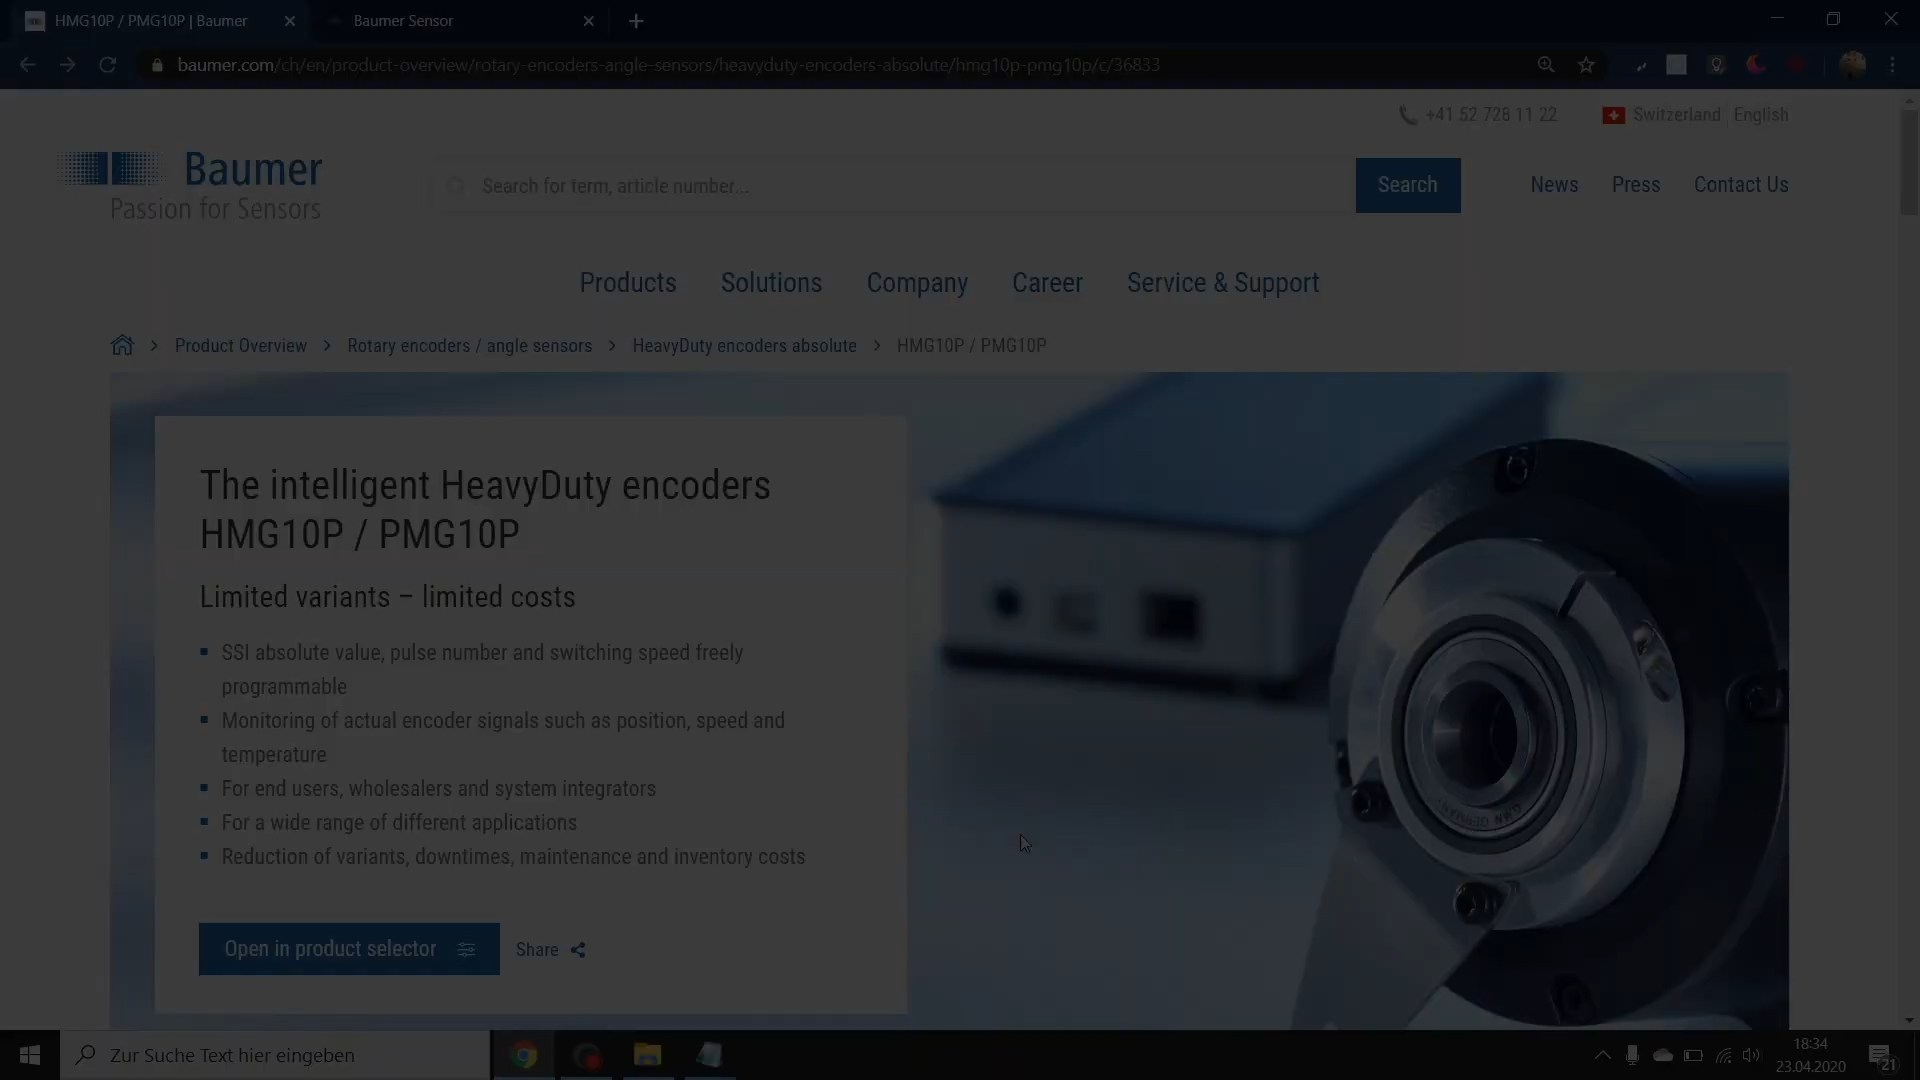 HMG10P / PMG10P | Baumer
Baumer Sensor
baumer.com/ch/en/product-overview/rotary-encoders-angle-sensors/heavyduty-encoders-absolute/hmg10p-pmg10p/c/36833
+41 52 728 11 22
Switzerland | English
Baumer
Passion for Sensors
Search for term, article number...
Search
News
Press
Contact Us
Products
Solutions
Company
Career
Service & Support
Product Overview
Rotary encoders / angle sensors
HeavyDuty encoders absolute
HMG10P / PMG10P
The intelligent HeavyDuty encoders
HMG10P / PMG10P
Limited variants – limited costs
SSI absolute value, pulse number and switching speed freely
programmable
Monitoring of actual encoder signals such as position, speed and
temperature
For end users, wholesalers and system integrators
For a wide range of different applications
Reduction of variants, downtimes, maintenance and inventory costs
Open in product selector
Share
GMN GERMANY
Zur Suche Text hier eingeben
18:34
23.04.2020
21